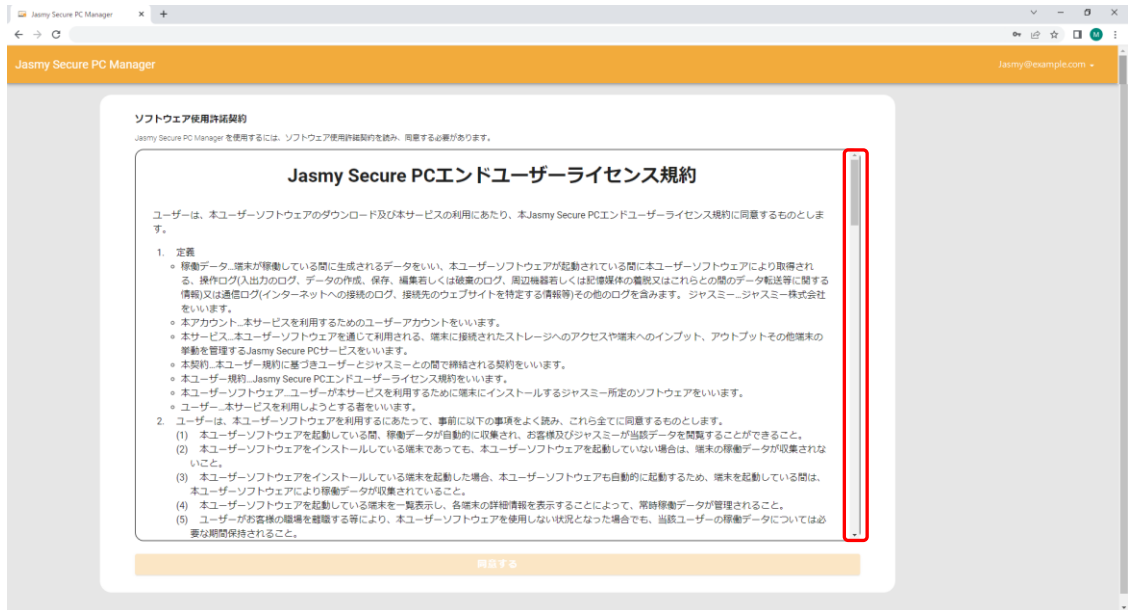 Jasmy Secure PC Manager
Jasmy Secure PC Manager
Jasmy@example.com
ソフトウェア使用許諾契約
Jasmy Secure PC Manager を使用するには、ソフトウェア使用許諾契約を読み、同意する必要があります。
Jasmy Secure PCエンドユーザーライセンス規約
ユーザーは、本ユーザーソフトウェアのダウンロード及び本サービスの利用にあたり、本Jasmy Secure PCエンドユーザーライセンス規約に同意するものとしま
す。
1. 定義
◦ 稼働データ…端末が稼働している間に生成されるデータをいい、本ユーザーソフトウェアが起動されている間に本ユーザーソフトウェアにより取得され
る、操作ログ(入出力のログ、データの作成、保存、編集若しくは破棄のログ、周辺機器若しくは記憶媒体の着脱又はこれらとの間のデータ転送等に関する
情報)又は通信ログ(インターネットへの接続のログ、接続先のウェブサイトを特定する情報等)その他のログを含みます。 ジャスミー…ジャスミー株式会社
をいいます。
◦ 本アカウント…本サービスを利用するためのユーザーアカウントをいいます。
◦ 本サービス…本ユーザーソフトウェアを通じて利用される、端末に接続されたストレージへのアクセスや端末へのインプット、アウトプットその他端末の
挙動を管理するJasmy Secure PCサービスをいいます。
◦ 本契約…本ユーザー規約に基づきユーザーとジャスミーとの間で締結される契約をいいます。
◦ 本ユーザー規約…Jasmy Secure PCエンドユーザーライセンス規約をいいます。
◦ 本ユーザーソフトウェア…ユーザーが本サービスを利用するために端末にインストールするジャスミー所定のソフトウェアをいいます。
◦ ユーザー…本サービスを利用しようとする者をいいます。
2. ユーザーは、本ユーザーソフトウェアを利用するにあたって、事前に以下の事項をよく読み、これら全てに同意するものとします。
(1) 本ユーザーソフトウェアを起動している間、稼働データが自動的に収集され、お客様及びジャスミーが当該データを閲覧することができること。
(2) 本ユーザーソフトウェアをインストールしている端末であっても、本ユーザーソフトウェアを起動していない場合は、端末の稼働データが収集されな
いこと。
(3) 本ユーザーソフトウェアをインストールしている端末を起動した場合、本ユーザーソフトウェアも自動的に起動するため、端末を起動している間は、
本ユーザーソフトウェアにより稼働データが収集されていること。
(4) 本ユーザーソフトウェアを起動している端末を一覧表示し、各端末の詳細情報を表示することによって、常時稼働データが管理されること。
(5) ユーザーがお客様の職場を離職する等により、本ユーザーソフトウェアを使用しない状況となった場合でも、当該ユーザーの稼働データについては必
要な期間保持されること。
同意する
M